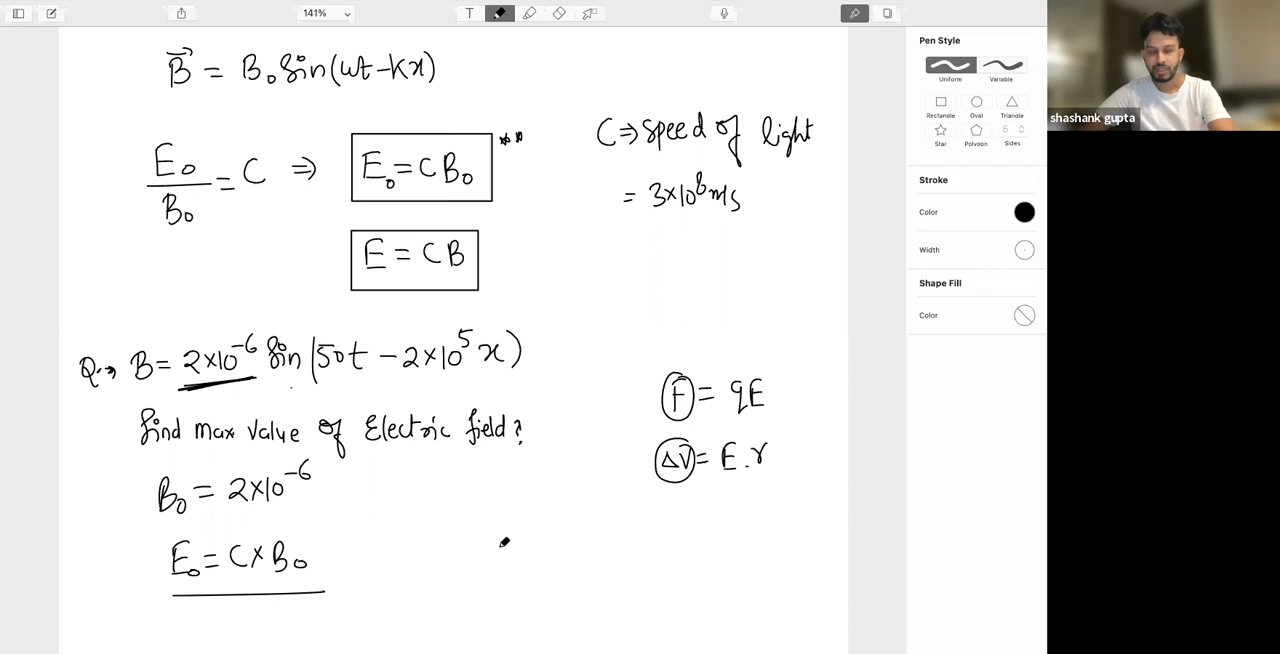 141%
T
B⃗ = B₀ sin(ωt-kx)
E₀/B₀ = C ⇒ E₀ = CB₀ **
E = CB
C ⇒ speed of light
= 3×10⁸ m/s
Q→ B = 2×10⁻⁶ sin(50t - 2×10⁵ x)
find max value of Electric field?
B₀ = 2×10⁻⁶
E₀ = C × B₀
F = qE
ΔV = E.r
Pen Style
Uniform Variable
Rectangle Oval Triangle
Star Polygon 5 Sides
Stroke
Color
Width
Shape Fill
Color
shashank gupta